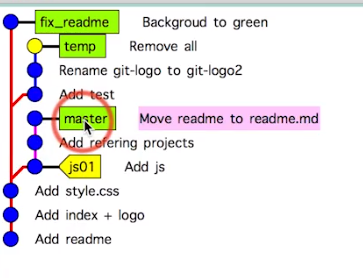 fix_readme Backgroud to green
temp Remove all
Rename git-logo to git-logo2
Add test
master Move readme to readme.md
Add refering projects
js01 Add js
Add style.css
Add index + logo
Add readme